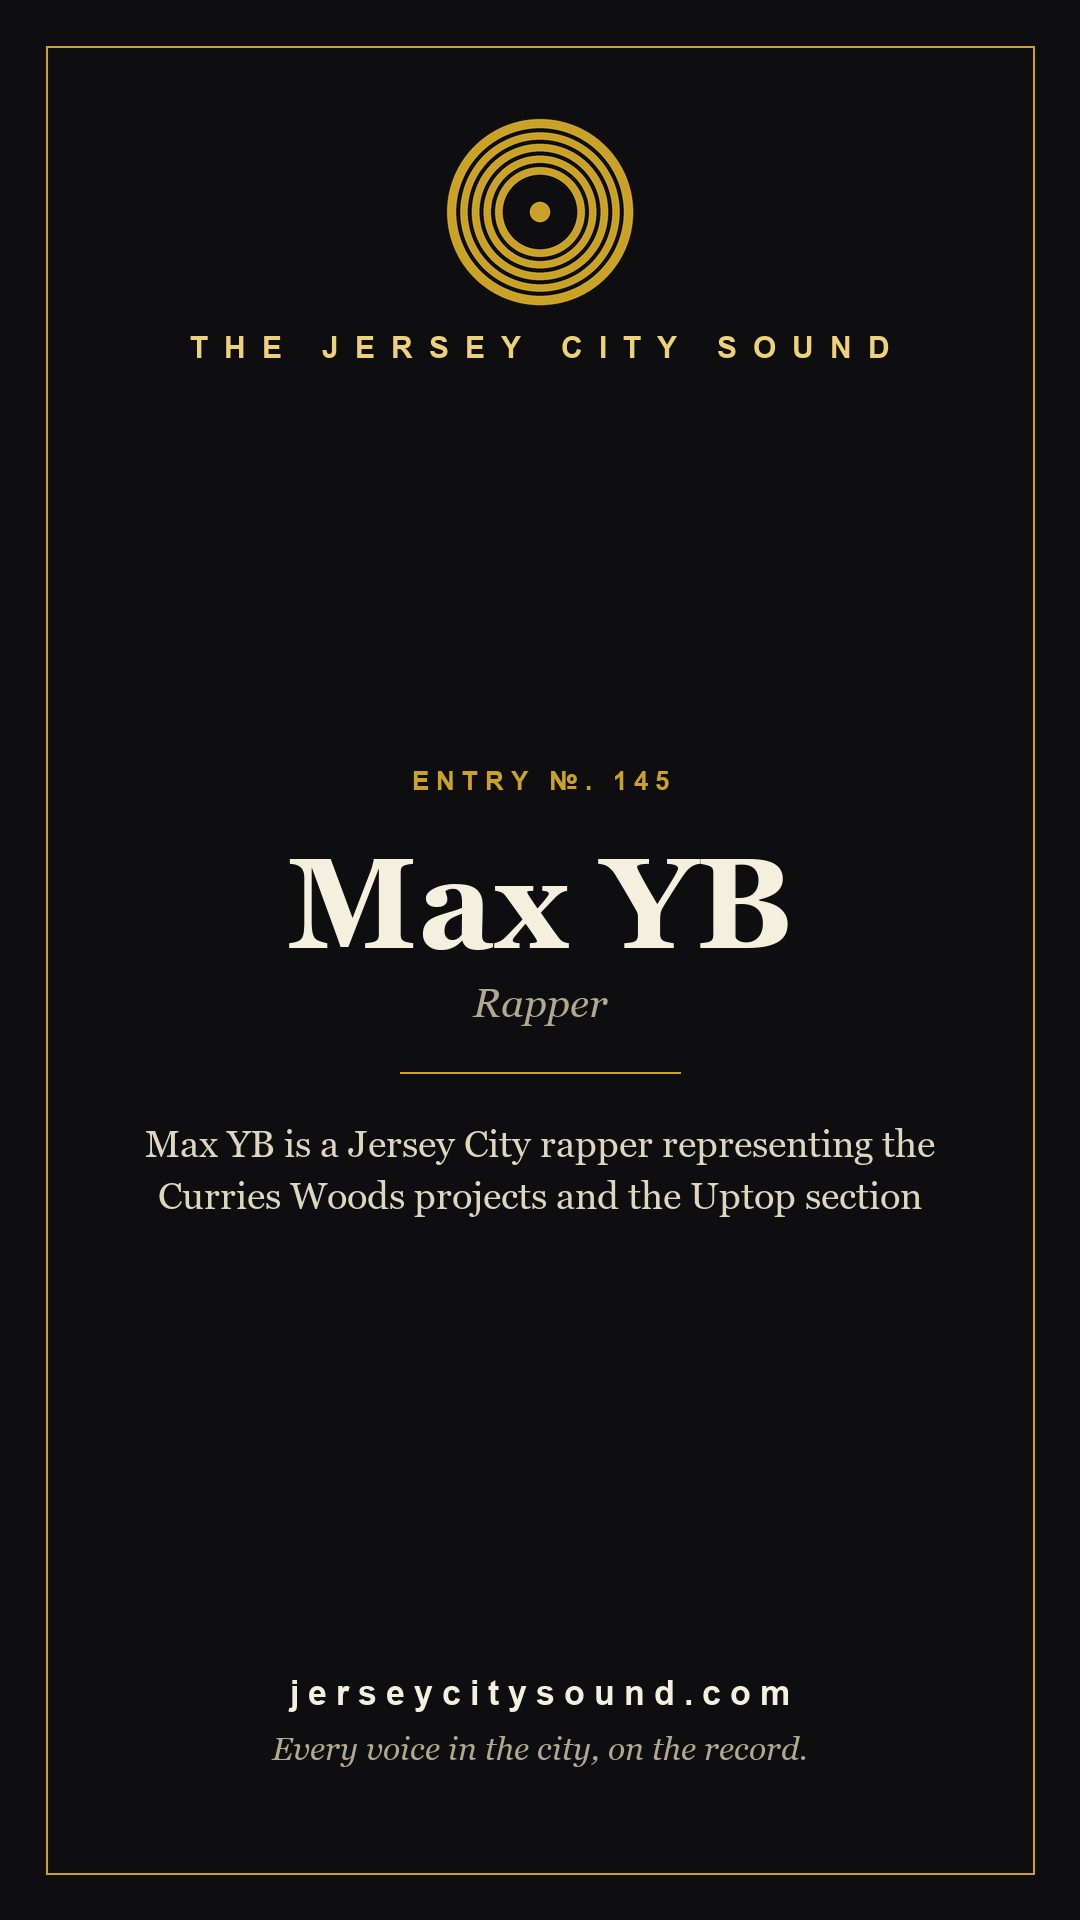 THE JERSEY CITY SOUND
ENTRY №. 145
Max YB
Rapper
Max YB is a Jersey City rapper representing the
Curries Woods projects and the Uptop section
jerseycitysound.com
Every voice in the city, on the record.